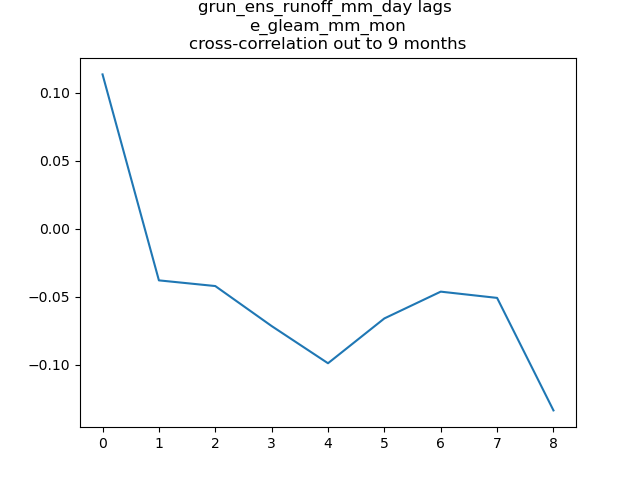 grun_ens_runoff_mm_day lags
e_gleam_mm_mon
cross-correlation out to 9 months
0.10
0.05
0.00
−0.05
−0.10
0 1 2 3 4 5 6 7 8